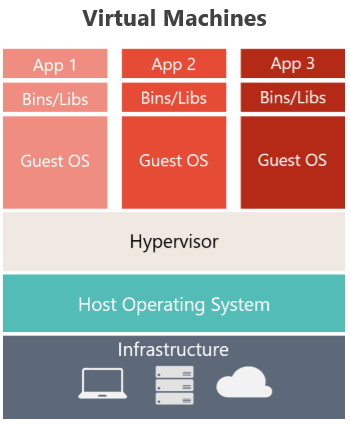 Virtual Machines
App 1 App 2 App 3
Bins/Libs Bins/Libs Bins/Libs
Guest OS Guest OS Guest OS
Hypervisor
Host Operating System
Infrastructure